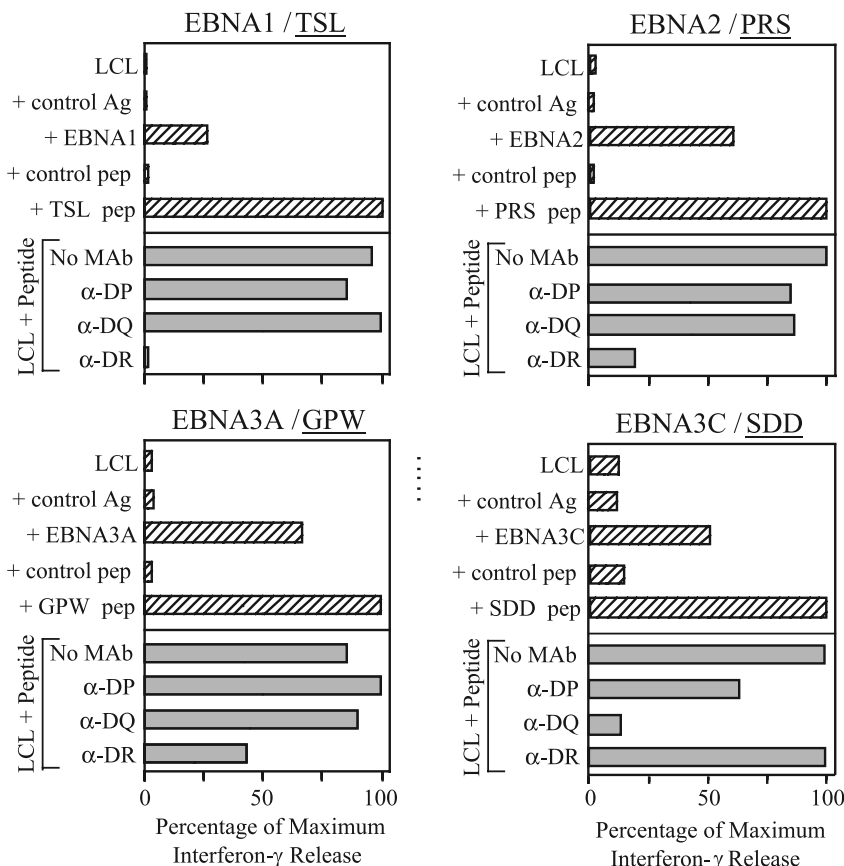 EBNA1 / TSL
LCL
+ control Ag
+ EBNA1
+ control pep
+ TSL pep
LCL + Peptide
No MAb
α-DP
α-DQ
α-DR
EBNA2 / PRS
LCL
+ control Ag
+ EBNA2
+ control pep
+ PRS pep
LCL + Peptide
No MAb
α-DP
α-DQ
α-DR
EBNA3A / GPW
LCL
+ control Ag
+ EBNA3A
+ control pep
+ GPW pep
LCL + Peptide
No MAb
α-DP
α-DQ
α-DR
0 50 100
Percentage of Maximum
Interferon-γ Release
EBNA3C / SDD
LCL
+ control Ag
+ EBNA3C
+ control pep
+ SDD pep
LCL + Peptide
No MAb
α-DP
α-DQ
α-DR
0 50 100
Percentage of Maximum
Interferon-γ Release